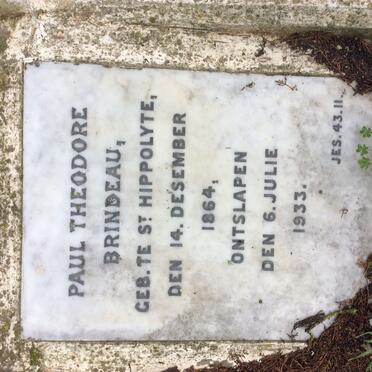 PAUL THEODORE
BRINDEAU,
GEB. TE ST HIPPOLYTE,
DEN 14. DESEMBER
1864,
ONTSLAPEN
DEN 6. JULIE
1933.
JES. 43. 11.